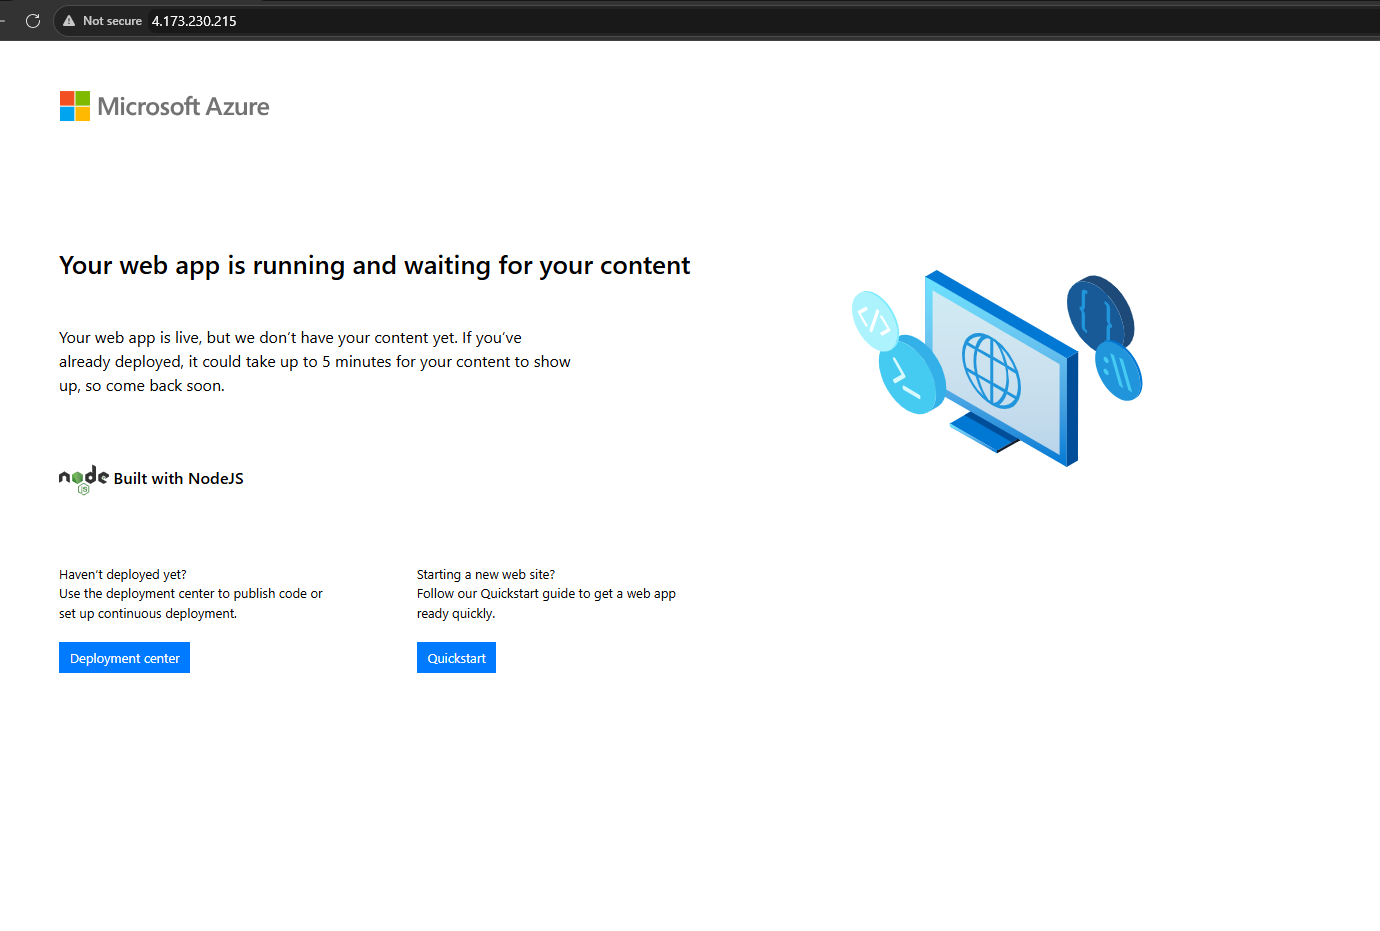 Not secure 4.173.230.215
Microsoft Azure
Your web app is running and waiting for your content
Your web app is live, but we don’t have your content yet. If you’ve
already deployed, it could take up to 5 minutes for your content to show
up, so come back soon.
node Built with NodeJS
JS
Haven’t deployed yet?
Use the deployment center to publish code or
set up continuous deployment.
Deployment center
Starting a new web site?
Follow our Quickstart guide to get a web app
ready quickly.
Quickstart